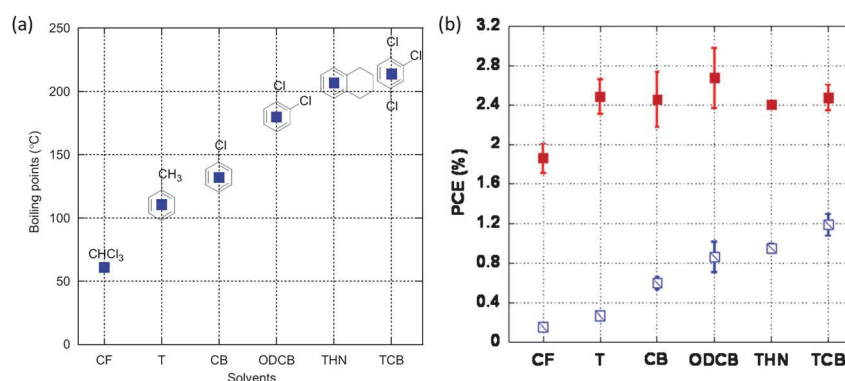 (a)
250
200
150
100
50
0
Boiling points (°C)
CHCl3
CH3
Cl
Cl
Cl
Cl
Cl
Cl
CF T CB ODCB THN TCB
Solvents
(b)
3.2
2.8
2.4
2
1.6
1.2
0.8
0.4
0
PCE (%)
CF T CB ODCB THN TCB